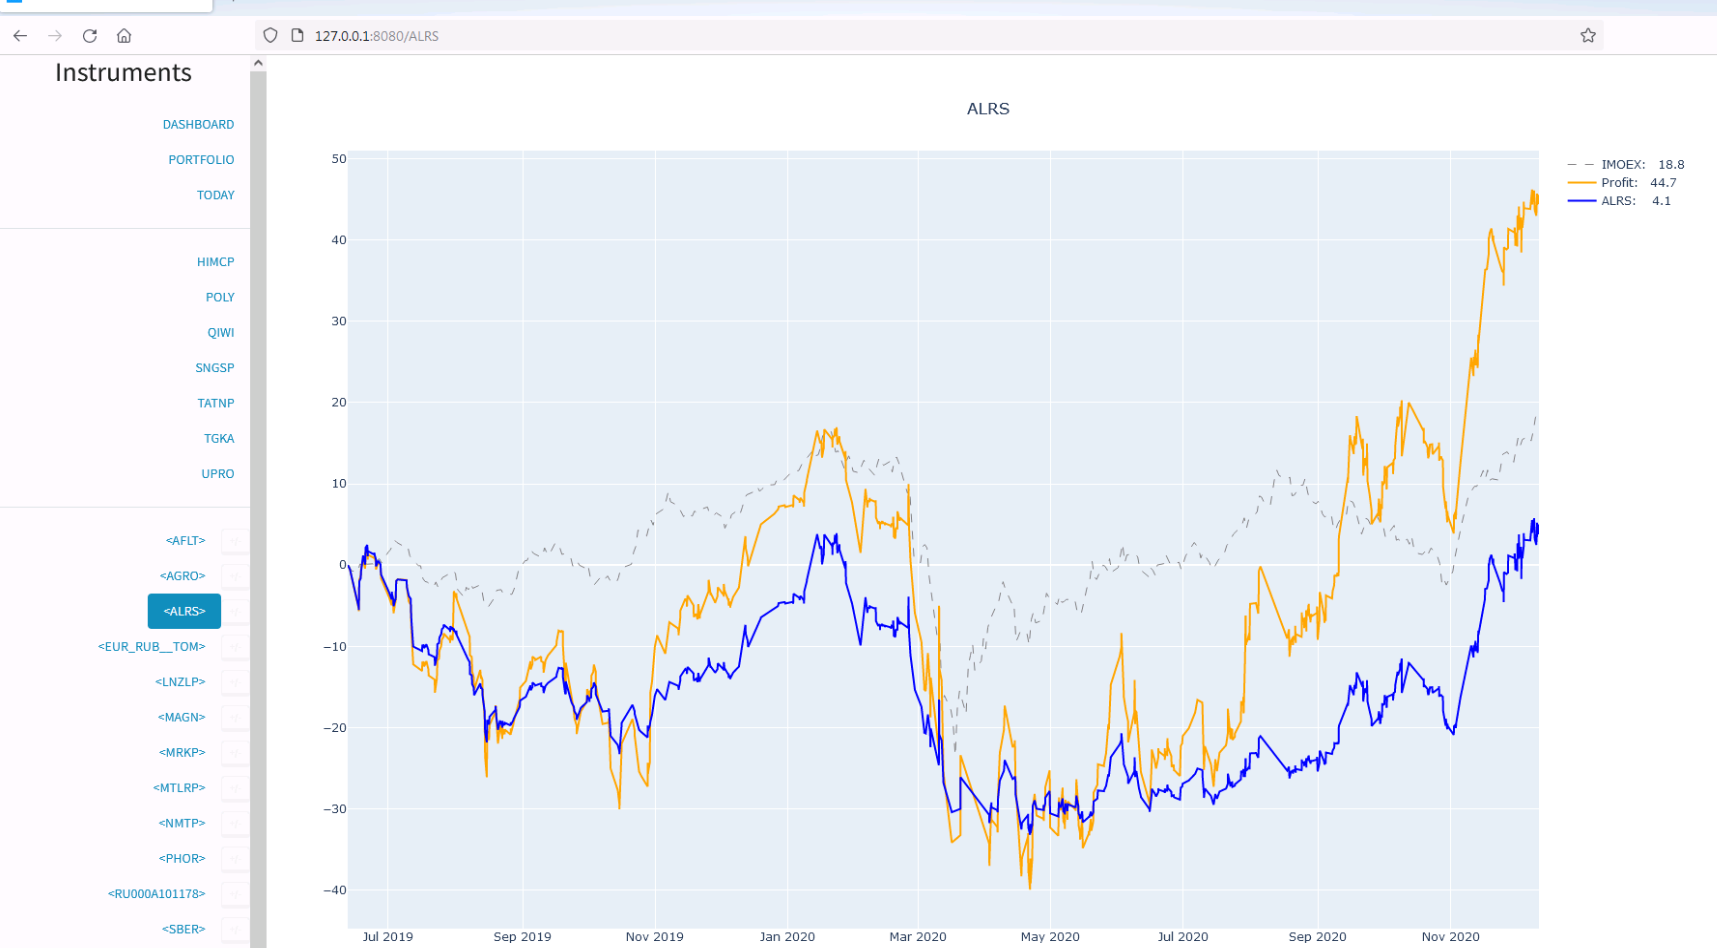 127.0.0.1:8080/ALRS
Instruments
DASHBOARD
PORTFOLIO
TODAY
HIMCP
POLY
QIWI
SNGSP
TATNP
TGKA
UPRO
<AFLT>
<AGRO>
<ALRS>
<EUR_RUB__TOM>
<LNZLP>
<MAGN>
<MRKP>
<MTLRP>
<NMTP>
<PHOR>
<RU000A101178>
<SBER>
ALRS
50
40
30
20
10
0
−10
−20
−30
−40
Jul 2019 Sep 2019 Nov 2019 Jan 2020 Mar 2020 May 2020 Jul 2020 Sep 2020 Nov 2020
IMOEX: 18.8
Profit: 44.7
ALRS: 4.1